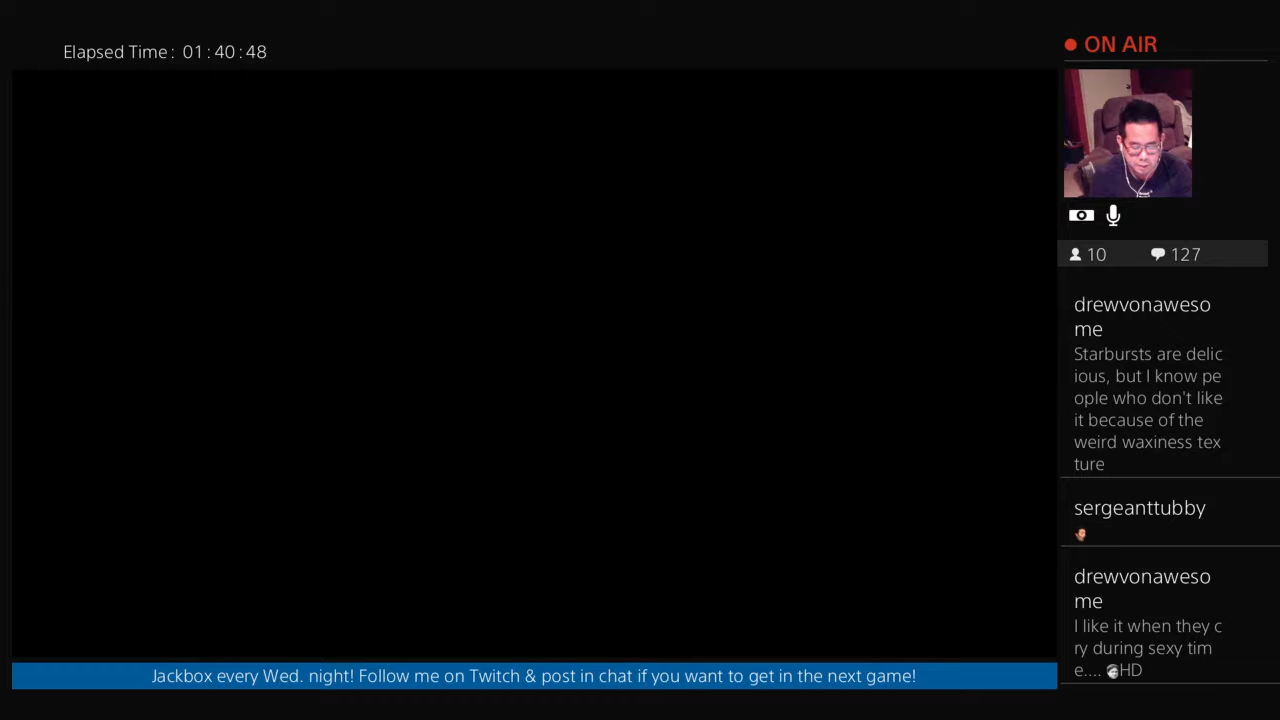 Elapsed Time: 01:40:48
ON AIR
10 127
drewvonaweso
me
Starbursts are delic
ious, but I know pe
ople who don't like
it because of the
weird waxiness tex
ture
sergeanttubby
drewvonaweso
me
I like it when they c
ry during sexy tim
e.... HD
Jackbox every Wed. night! Follow me on Twitch & post in chat if you want to get in the next game!